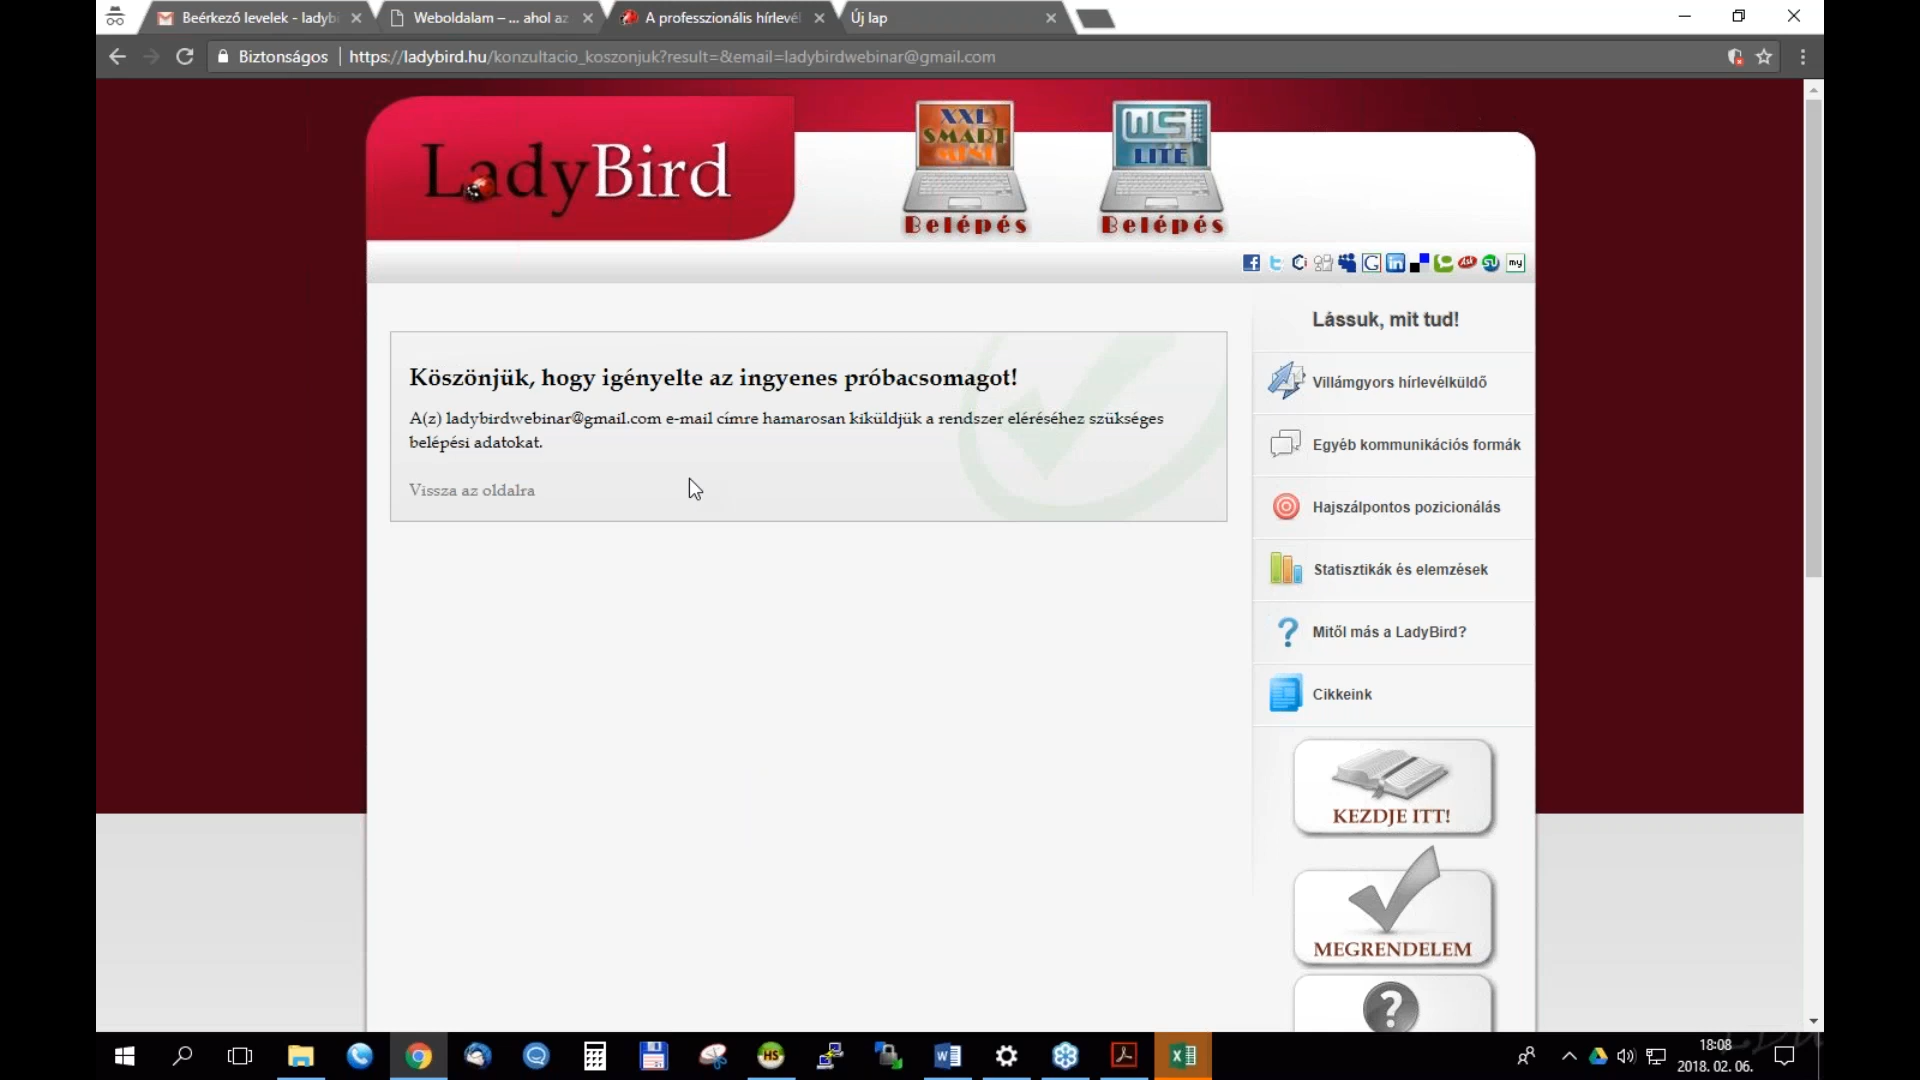 Beérkező levelek - ladybi
Weboldalam – ... ahol az
A professzionális hírlevél
Új lap
Biztonságos
https://ladybird.hu/konzultacio_koszonjuk?result=&email=ladybirdwebinar@gmail.com
LadyBird
XXL
SMART
Belépés
WSI
LITE
Belépés
Lássuk, mit tud!
Köszönjük, hogy igényelte az ingyenes próbacsomagot!
A(z) ladybirdwebinar@gmail.com e-mail címre hamarosan kiküldjük a rendszer eléréséhez szükséges
belépési adatokat.
Vissza az oldalra
Villámgyors hírlevélküldő
Egyéb kommunikációs formák
Hajszálpontos pozicionálás
Statisztikák és elemzések
Mitől más a LadyBird?
Cikkeink
KEZDJE ITT!
MEGRENDELEM
18:08
2018. 02. 06.